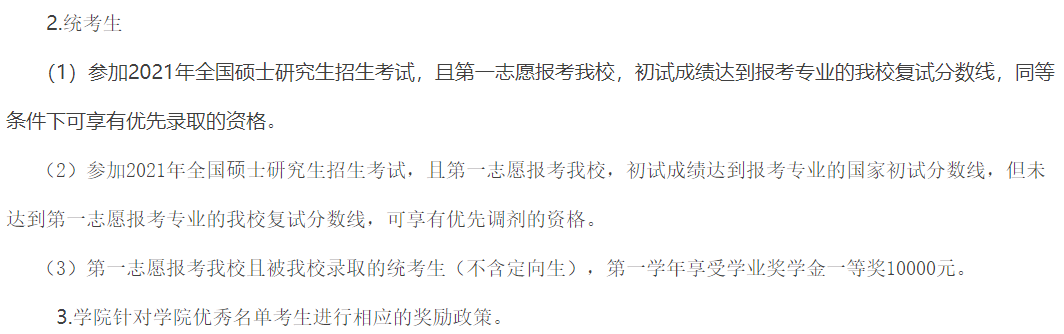 2.统考生
（1）参加2021年全国硕士研究生招生考试，且第一志愿报考我校，初试成绩达到报考专业的我校复试分数线，同等
条件下可享有优先录取的资格。
（2）参加2021年全国硕士研究生招生考试，且第一志愿报考我校，初试成绩达到报考专业的国家初试分数线，但未
达到第一志愿报考专业的我校复试分数线，可享有优先调剂的资格。
（3）第一志愿报考我校且被我校录取的统考生（不含定向生），第一学年享受学业奖学金一等奖10000元。
3.学院针对学院优秀名单考生进行相应的奖励政策。